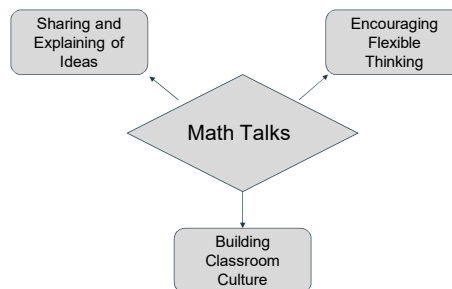 Sharing and
Explaining of
Ideas
Encouraging
Flexible
Thinking
Math Talks
Building
Classroom
Culture